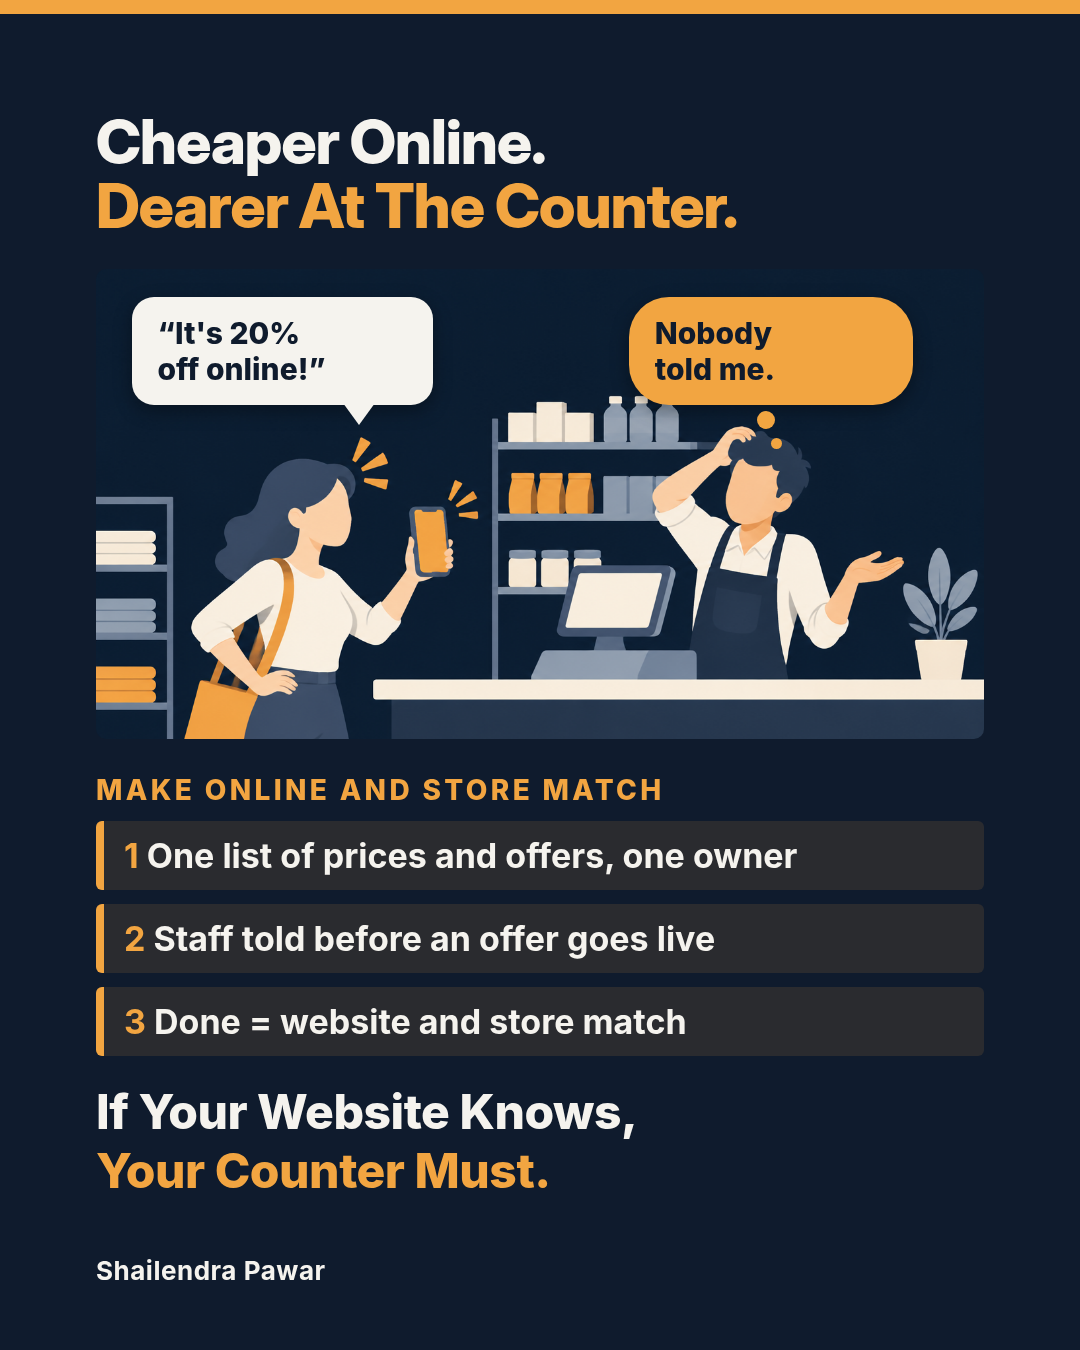 Cheaper Online.
Dearer At The Counter.
“It's 20%
off online!”
Nobody
told me.
MAKE ONLINE AND STORE MATCH
1 One list of prices and offers, one owner
2 Staff told before an offer goes live
3 Done = website and store match
If Your Website Knows,
Your Counter Must.
Shailendra Pawar